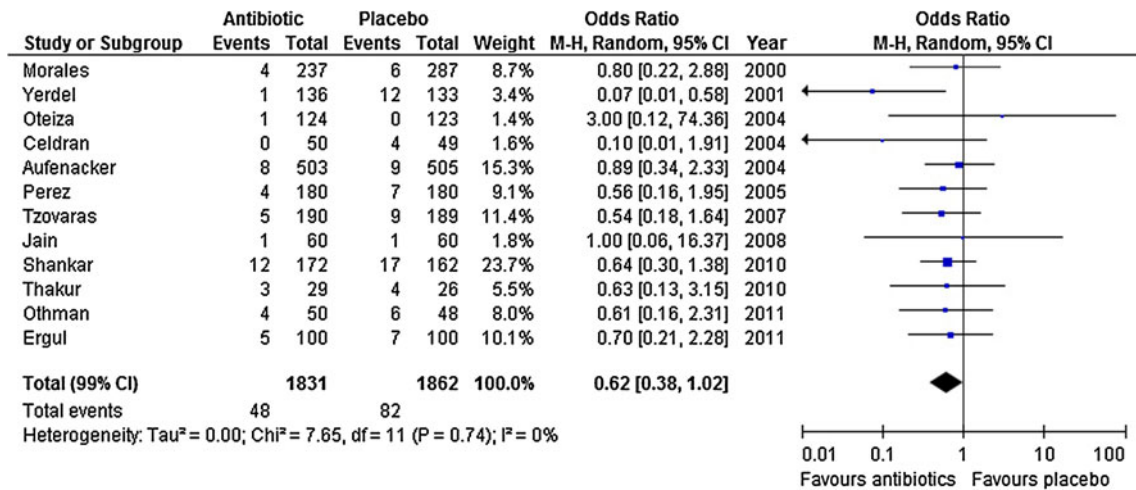 Antibiotic Placebo Odds Ratio Odds Ratio
Study or Subgroup Events Total Events Total Weight M-H, Random, 95% CI Year M-H, Random, 95% CI
Morales 4 237 6 287 8.7% 0.80 [0.22, 2.88] 2000
Yerdel 1 136 12 133 3.4% 0.07 [0.01, 0.58] 2001
Oteiza 1 124 0 123 1.4% 3.00 [0.12, 74.36] 2004
Celdran 0 50 4 49 1.6% 0.10 [0.01, 1.91] 2004
Aufenacker 8 503 9 505 15.3% 0.89 [0.34, 2.33] 2004
Perez 4 180 7 180 9.1% 0.56 [0.16, 1.95] 2005
Tzovaras 5 190 9 189 11.4% 0.54 [0.18, 1.64] 2007
Jain 1 60 1 60 1.8% 1.00 [0.06, 16.37] 2008
Shankar 12 172 17 162 23.7% 0.64 [0.30, 1.38] 2010
Thakur 3 29 4 26 5.5% 0.63 [0.13, 3.15] 2010
Othman 4 50 6 48 8.0% 0.61 [0.16, 2.31] 2011
Ergul 5 100 7 100 10.1% 0.70 [0.21, 2.28] 2011
Total (99% CI) 1831 1862 100.0% 0.62 [0.38, 1.02]
Total events 48 82
Heterogeneity: Tau² = 0.00; Chi² = 7.65, df = 11 (P = 0.74); I² = 0%
0.01 0.1 1 10 100
Favours antibiotics Favours placebo